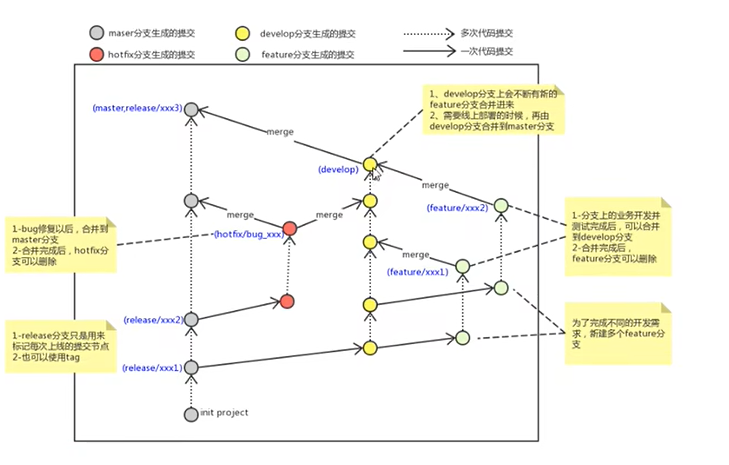 maser分支生成的提交
develop分支生成的提交
多次代码提交
hotfix分支生成的提交
feature分支生成的提交
一次代码提交
1、develop分支上会不断有新的
feature分支合并进来
2、需要线上部署的时候，再由
develop分支合并到master分支
(master,release/xxx3)
merge
(develop)
merge
(feature/xxx2)
1-分支上的业务开发并
测试完成后，可以合并
到develop分支
2-合并完成后，
feature分支可以删除
merge
merge
1-bug修复以后，合并到
master分支
2-合并完成后，hotfix分
支可以删除
(hotfix/bug_xxx)
merge
(feature/xxx1)
为了完成不同的开发需
求，新建多个feature分
支
(release/xxx2)
1-release分支只是用来
标记每次上线的提交节点
2-也可以使用tag
(release/xxx1)
init project